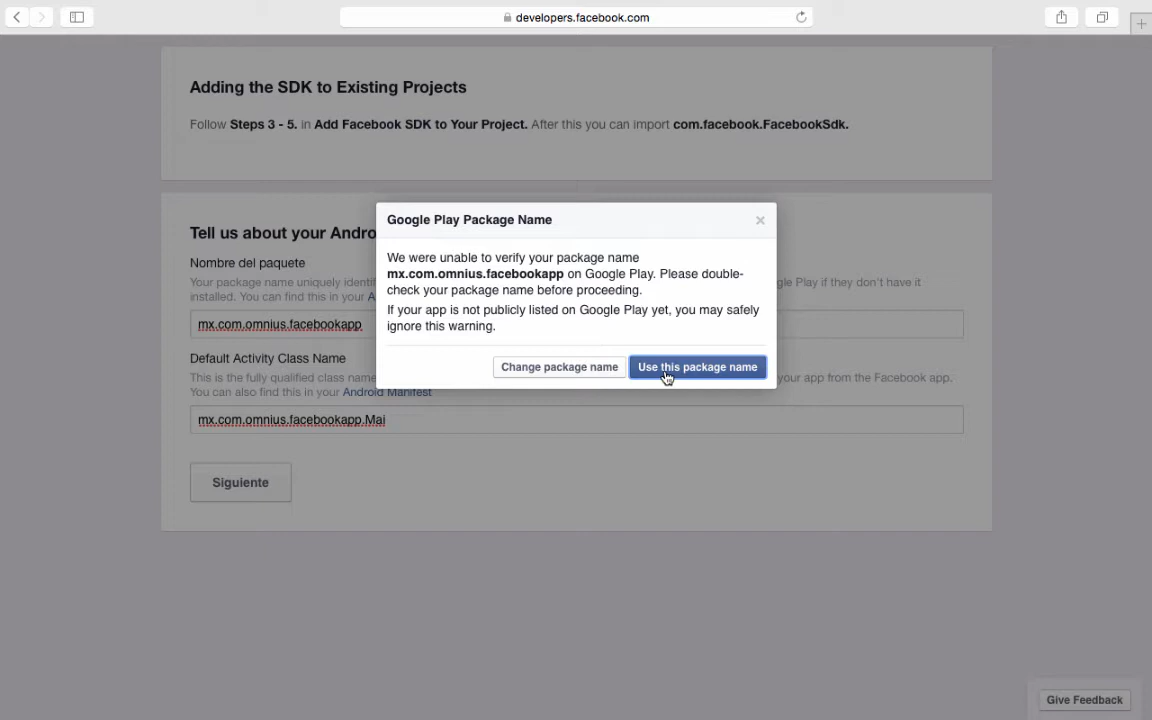 developers.facebook.com
Adding the SDK to Existing Projects
Follow Steps 3 - 5. in Add Facebook SDK to Your Project. After this you can import com.facebook.FacebookSdk.
Google Play Package Name
We were unable to verify your package name
mx.com.omnius.facebookapp on Google Play. Please double-
check your package name before proceeding.
If your app is not publicly listed on Google Play yet, you may safely
ignore this warning.
Change package name
Use this package name
Tell us about your Andro
Nombre del paquete
Your package name uniquely identif
gle Play if they don't have it
installed. You can find this in your A
mx.com.omnius.facebookapp
Default Activity Class Name
This is the fully qualified class name
your app from the Facebook app.
You can also find this in your Android Manifest
mx.com.omnius.facebookapp.Mai
Siguiente
Give Feedback